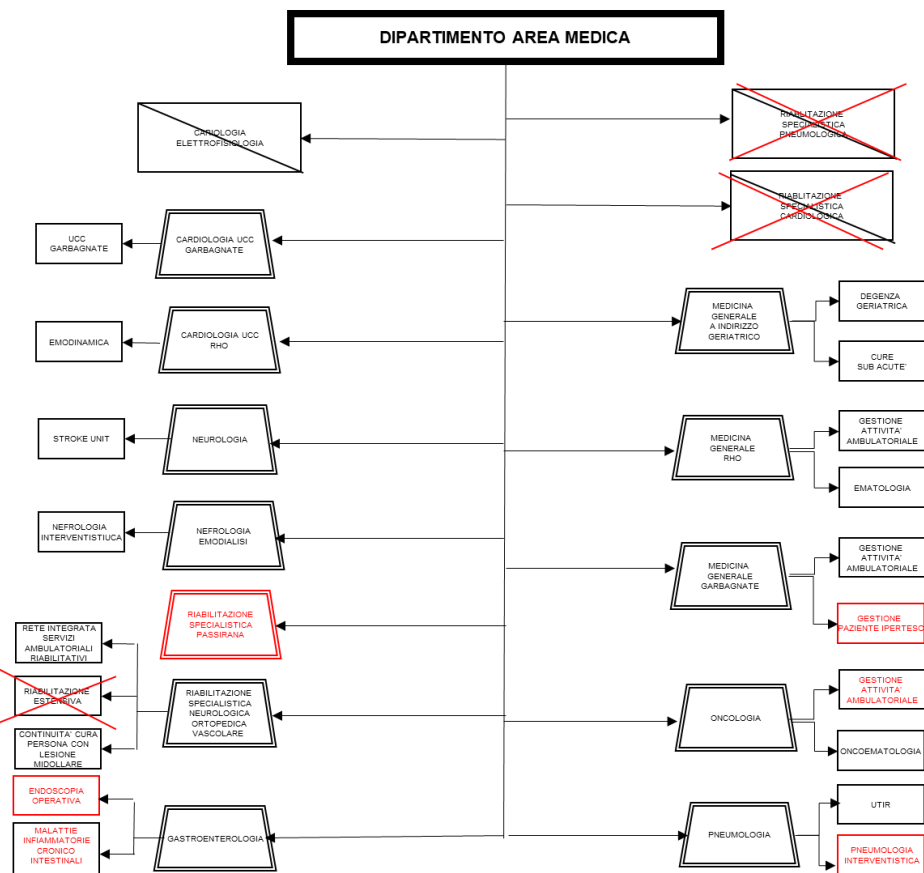 DIPARTIMENTO AREA MEDICA
CARIOLOGIA
ELETTROFISIOLOGIA
RIABLITAZIONE
SPECIALISTICA
PNEUMOLOGICA
RIABLITAZIONE
SPECIALISTICA
CARDIOLOGICA
UCC
GARBAGNATE
CARDIOLOGIA UCC
GARBAGNATE
MEDICINA
GENERALE
A INDIRIZZO
GERIATRICO
DEGENZA
GERIATRICA
CURE
SUB ACUTE'
EMODINAMICA
CARDIOLOGIA UCC
RHO
STROKE UNIT
NEUROLOGIA
MEDICINA
GENERALE
RHO
GESTIONE
ATTIVITA'
AMBULATORIALE
EMATOLOGIA
NEFROLOGIA
INTERVENTISTIUCA
NEFROLOGIA
EMODIALISI
MEDICINA
GENERALE
GARBAGNATE
GESTIONE
ATTIVITA'
AMBULATORIALE
GESTIONE
PAZIENTE IPERTESO
RIABILITAZIONE
SPECIALISTICA
PASSIRANA
RETE INTEGRATA
SERVIZI
AMBULATORIALI
RIABILITATIVI
RIABILITAZIONE
ESTENSIVA
CONTINUITA' CURA
PERSONA CON
LESIONE
MIDOLLARE
RIABILITAZIONE
SPECIALISTICA
NEUROLOGICA
ORTOPEDICA
VASCOLARE
ONCOLOGIA
GESTIONE
ATTIVITA'
AMBULATORIALE
ONCOEMATOLOGIA
ENDOSCOPIA
OPERATIVA
MALATTIE
INFIAMMATORIE
CRONICO
INTESTINALI
GASTROENTEROLOGIA
PNEUMOLOGIA
UTIR
PNEUMOLOGIA
INTERVENTISTICA